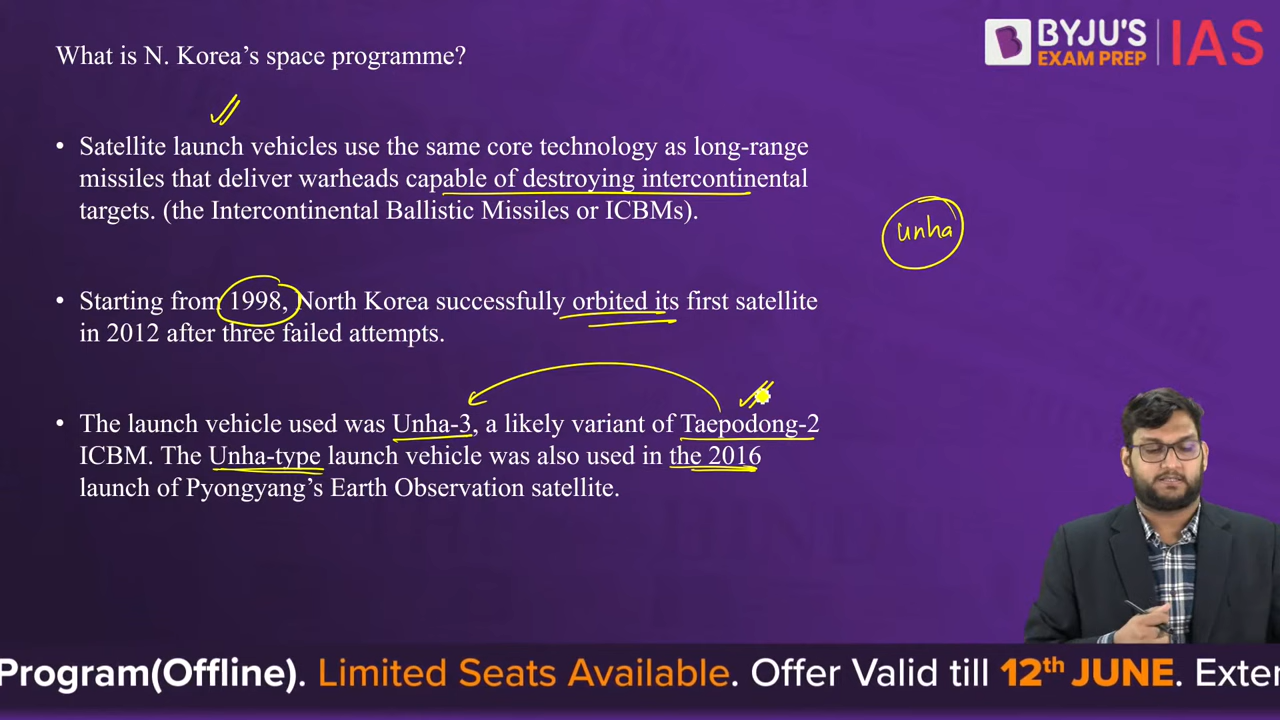 What is N. Korea's space programme?
BYJU'S
EXAM PREP
IAS
• Satellite launch vehicles use the same core technology as long-range
missiles that deliver warheads capable of destroying intercontinental
targets. (the Intercontinental Ballistic Missiles or ICBMs).
unha
• Starting from 1998, North Korea successfully orbited its first satellite
in 2012 after three failed attempts.
• The launch vehicle used was Unha-3, a likely variant of Taepodong-2
ICBM. The Unha-type launch vehicle was also used in the 2016
launch of Pyongyang's Earth Observation satellite.
Program(Offline). Limited Seats Available. Offer Valid till 12th JUNE. Exte